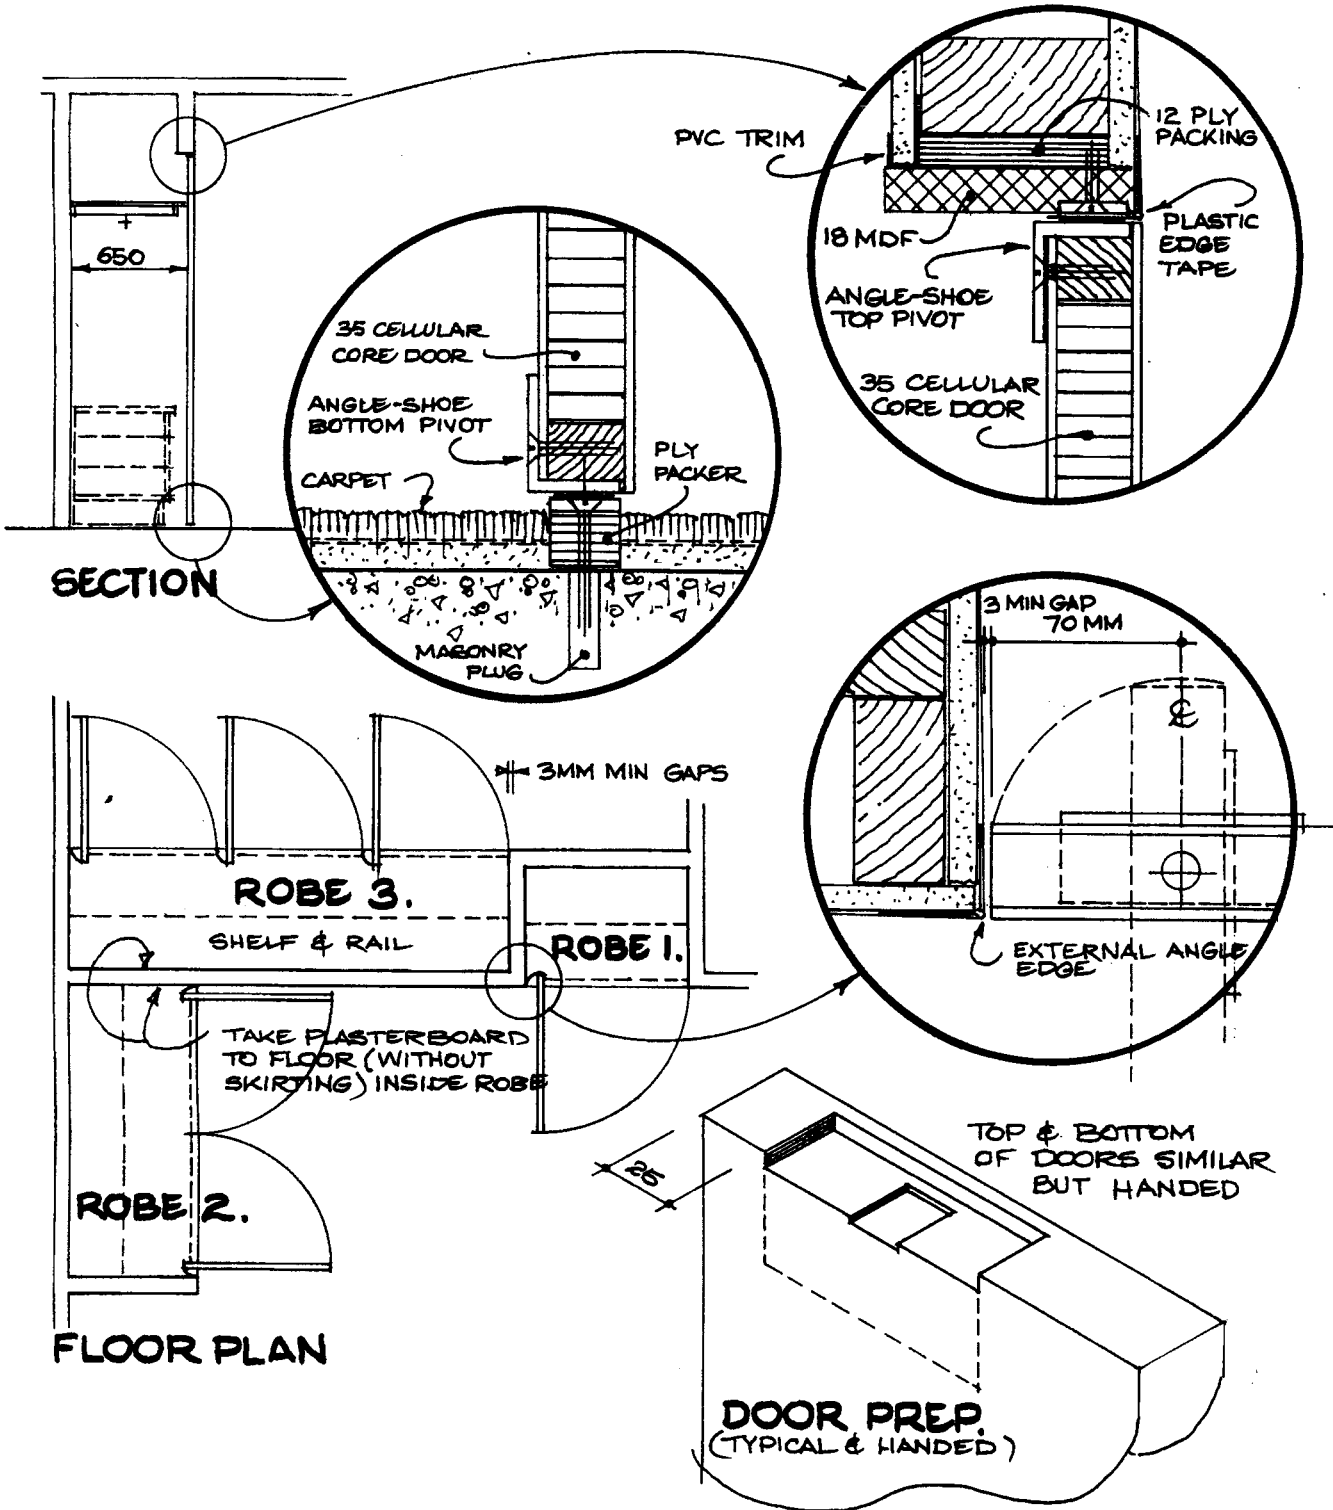 PVC TRIM
12 PLY
PACKING
18 MDF
PLASTIC
EDGE
TAPE
ANGLE-SHOE
TOP PIVOT
35 CELLULAR
CORE DOOR
650
35 CELLULAR
CORE DOOR
ANGLE-SHOE
BOTTOM PIVOT
CARPET
PLY
PACKER
MASONRY
PLUG
SECTION
3 MIN GAP
70 MM
℄
EXTERNAL ANGLE
EDGE
3MM MIN GAPS
ROBE 3.
SHELF & RAIL
ROBE 1.
TAKE PLASTERBOARD
TO FLOOR (WITHOUT
SKIRTING) INSIDE ROBE
ROBE 2.
FLOOR PLAN
25
TOP & BOTTOM
OF DOORS SIMILAR
BUT HANDED
DOOR PREP.
(TYPICAL & HANDED)